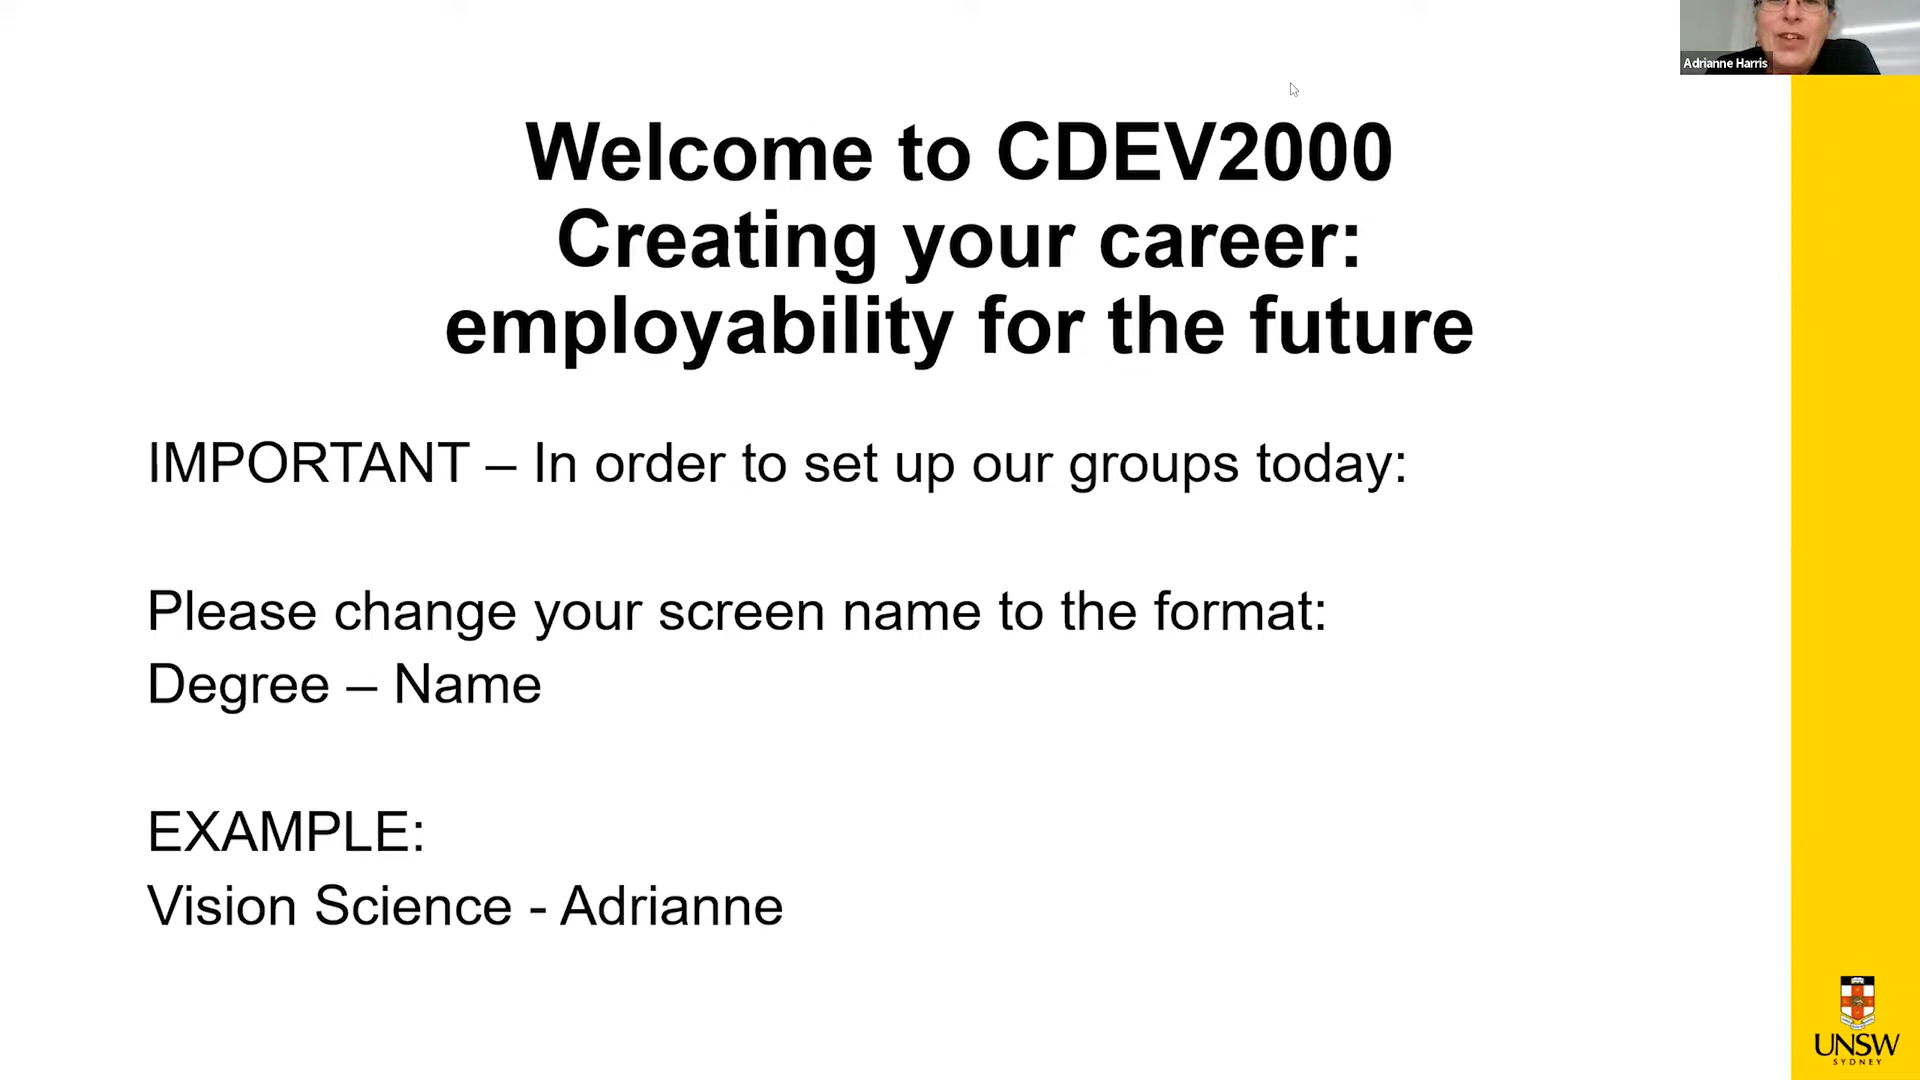 Adrianne Harris
Welcome to CDEV2000
Creating your career:
employability for the future
IMPORTANT – In order to set up our groups today:
Please change your screen name to the format:
Degree – Name
EXAMPLE:
Vision Science - Adrianne
UNSW
SYDNEY